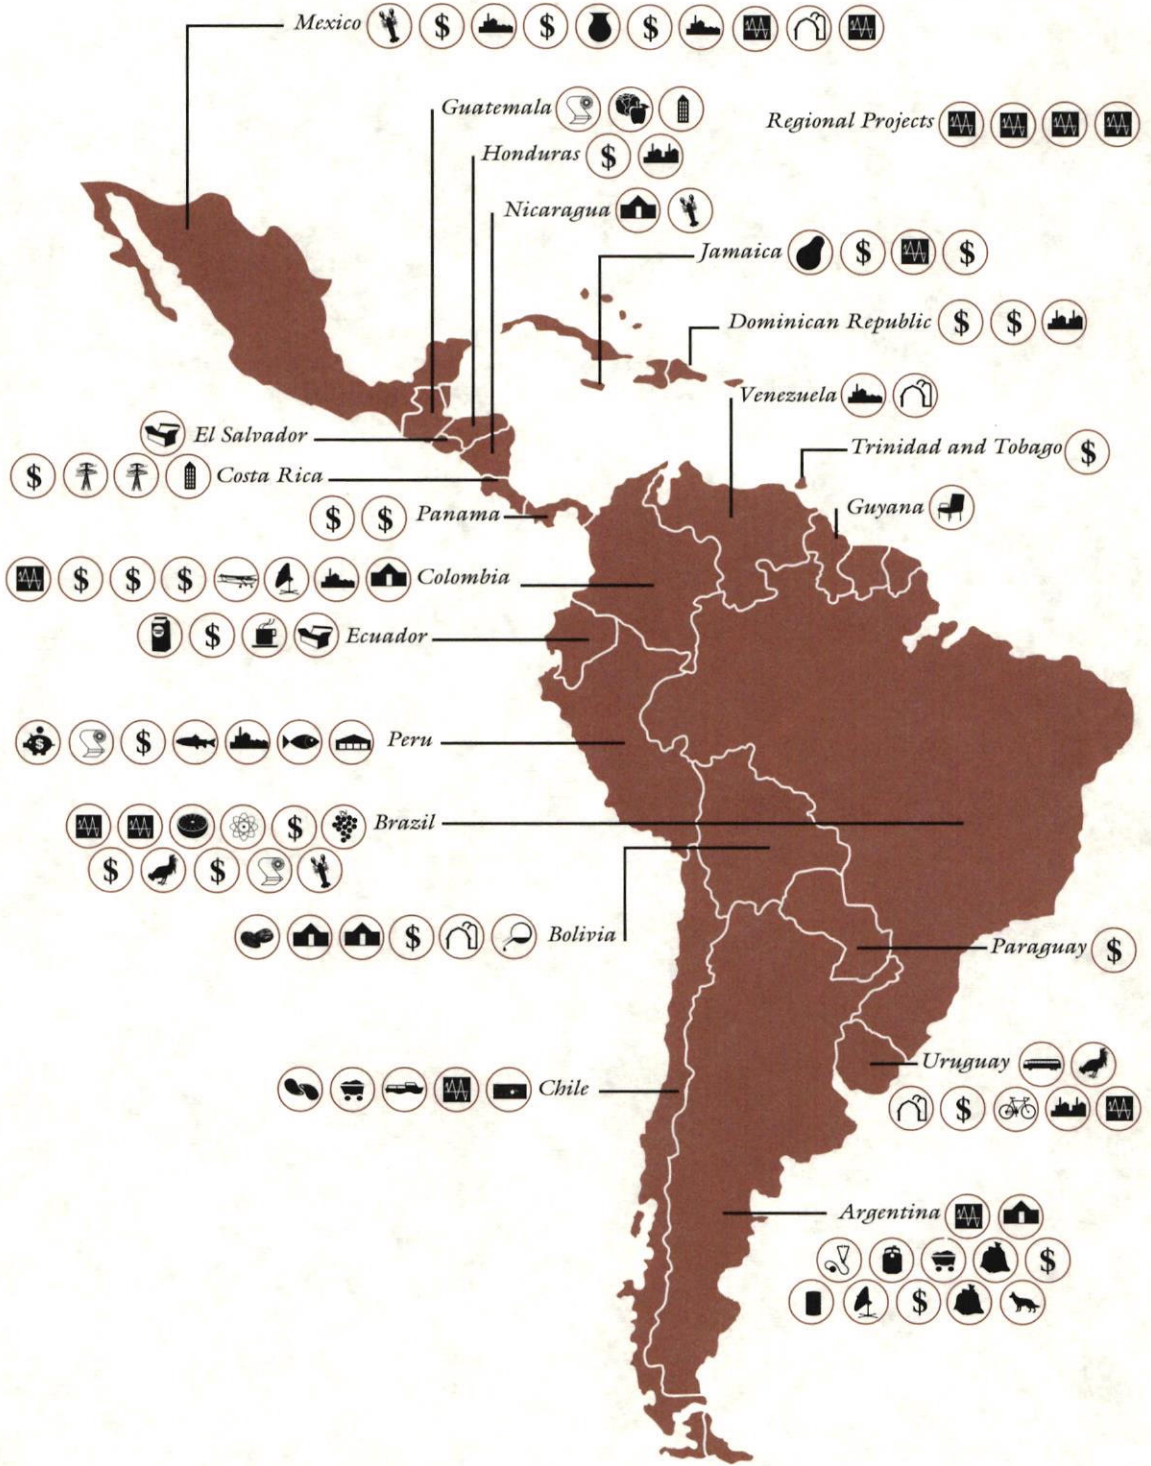 Mexico $ $ $
Guatemala
Regional Projects
Honduras $
Nicaragua
Jamaica $ $
Dominican Republic $ $
Venezuela
El Salvador
Trinidad and Tobago $
$ Costa Rica
Guyana
$ $ Panama
$ $ $ Colombia
$ Ecuador
$ Peru
$ Brazil
$ $
$ Bolivia
Paraguay $
Uruguay
Chile
$
Argentina
$
$